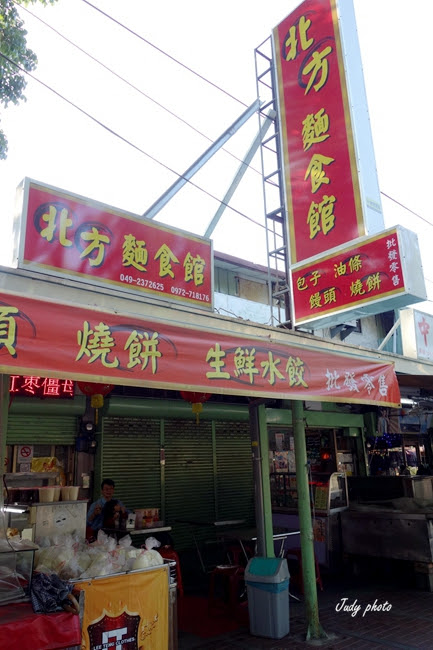 北方麵食館
北方 麵食館
049-2372625 0972-718176
包子 油條
饅頭 燒餅
批發零售
燒餅 生鮮水餃 批發零售
Judy photo